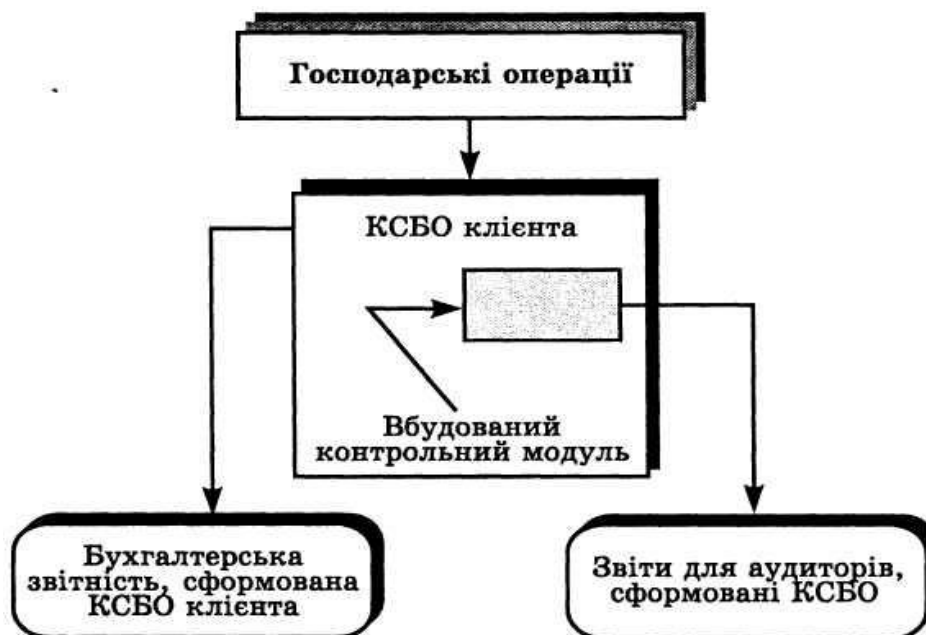 Господарські операції
КСБО клієнта
Вбудований
контрольний модуль
Бухгалтерська
звітність, сформована
КСБО клієнта
Звіти для аудиторів,
сформовані КСБО